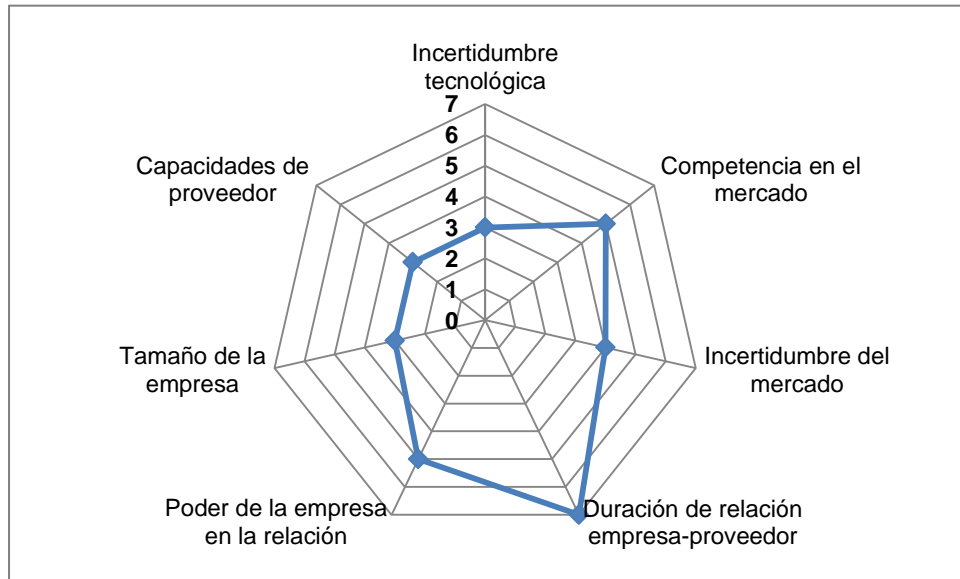 Incertidumbre
tecnológica
7
6
5
4
3
2
1
0
Competencia en el
mercado
Incertidumbre del
mercado
Duración de relación
empresa-proveedor
Poder de la empresa
en la relación
Tamaño de la
empresa
Capacidades de
proveedor